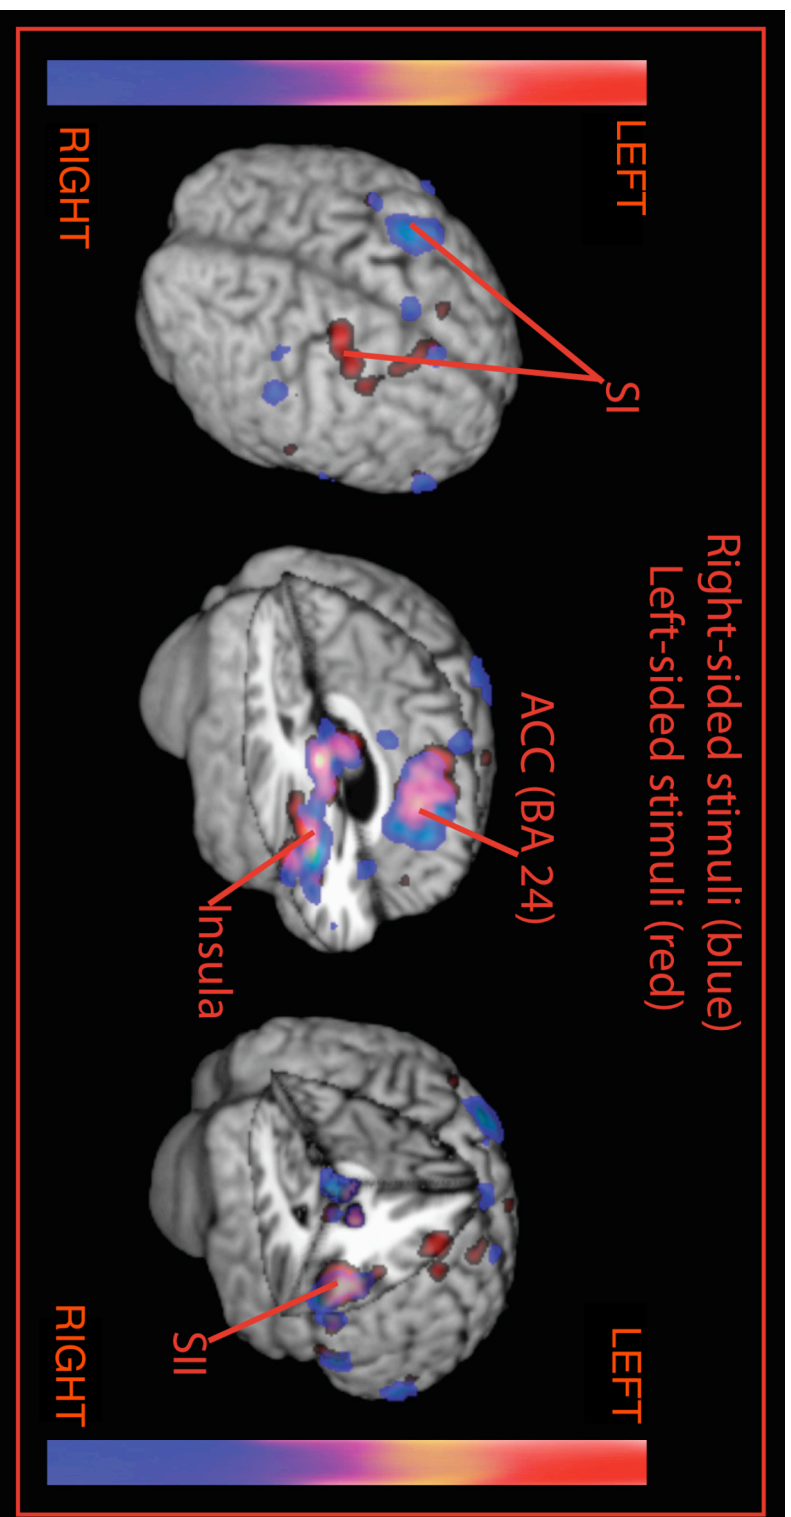 Right-sided stimuli (blue)
Left-sided stimuli (red)
LEFT
RIGHT
SI
ACC (BA 24)
Insula
SII
LEFT
RIGHT